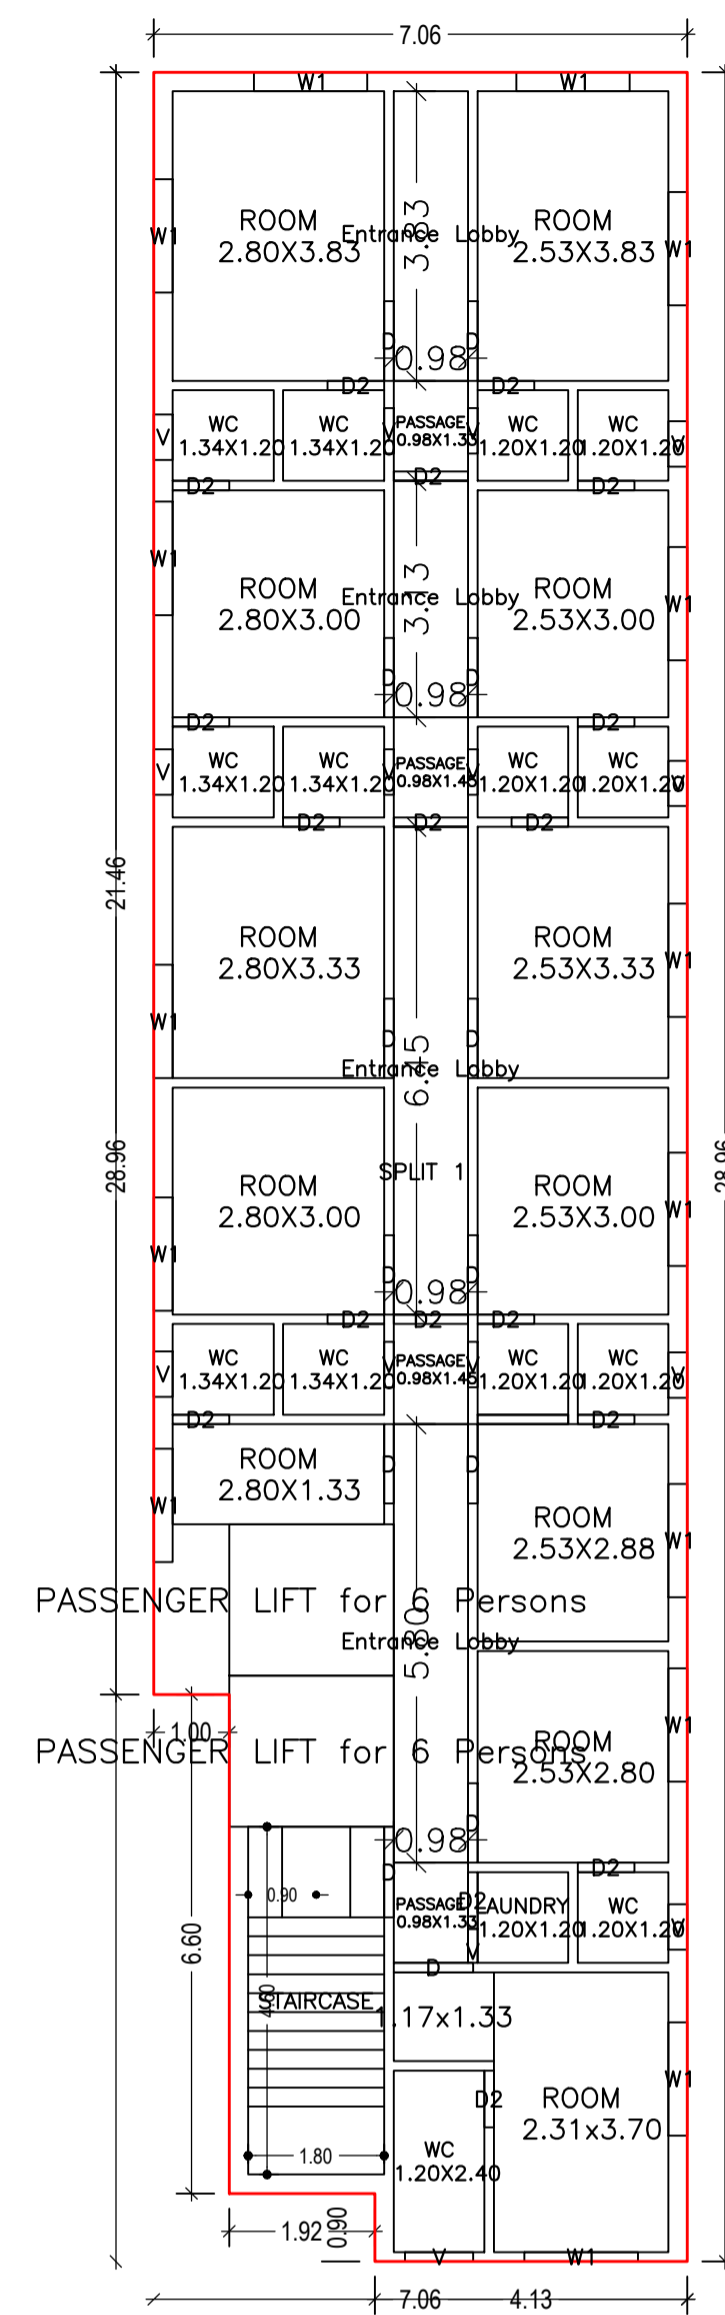 7.06
W1 W1
ROOM
2.80X3.83
Entrance Lobby
3.83
ROOM
2.53X3.83
W1 W1
D D
0.98
D2 D2
WC
1.34X1.20
WC
1.34X1.20
PASSAGE
0.98X1.33
WC
1.20X1.20
WC
1.20X1.20
V V V V
D2 D2 D2
W1 W1
ROOM
2.80X3.00
Entrance Lobby
3.13
ROOM
2.53X3.00
D D
0.98
D2 D2
WC
1.34X1.20
WC
1.34X1.20
PASSAGE
0.98X1.45
WC
1.20X1.20
WC
1.20X1.20
V V V V
D2 D2 D2
21.46
ROOM
2.80X3.33
ROOM
2.53X3.33
W1 W1
D D
6.45
Entrance Lobby
28.96
28.96
SPLIT 1
ROOM
2.80X3.00
ROOM
2.53X3.00
W1 W1
D D
0.98
D2 D2 D2
WC
1.34X1.20
WC
1.34X1.20
PASSAGE
0.98X1.45
WC
1.20X1.20
WC
1.20X1.20
V V V V
D2 D2
ROOM
2.80X1.33
D D
W1 W1
ROOM
2.53X2.88
PASSENGER LIFT for 6 Persons
5.80
Entrance Lobby
1.00
W1
ROOM
2.53X2.80
PASSENGER LIFT for 6 Persons
D
0.98
D
D2
0.90
PASSAGE
0.98X1.33
D2
LAUNDRY
1.20X1.20
WC
1.20X1.20
V V
6.60
D
STAIRCASE
4.60
1.17x1.33
W1
D2
ROOM
2.31x3.70
WC
1.20X2.40
1.80
1.92
0.90
V W1
7.06 4.13